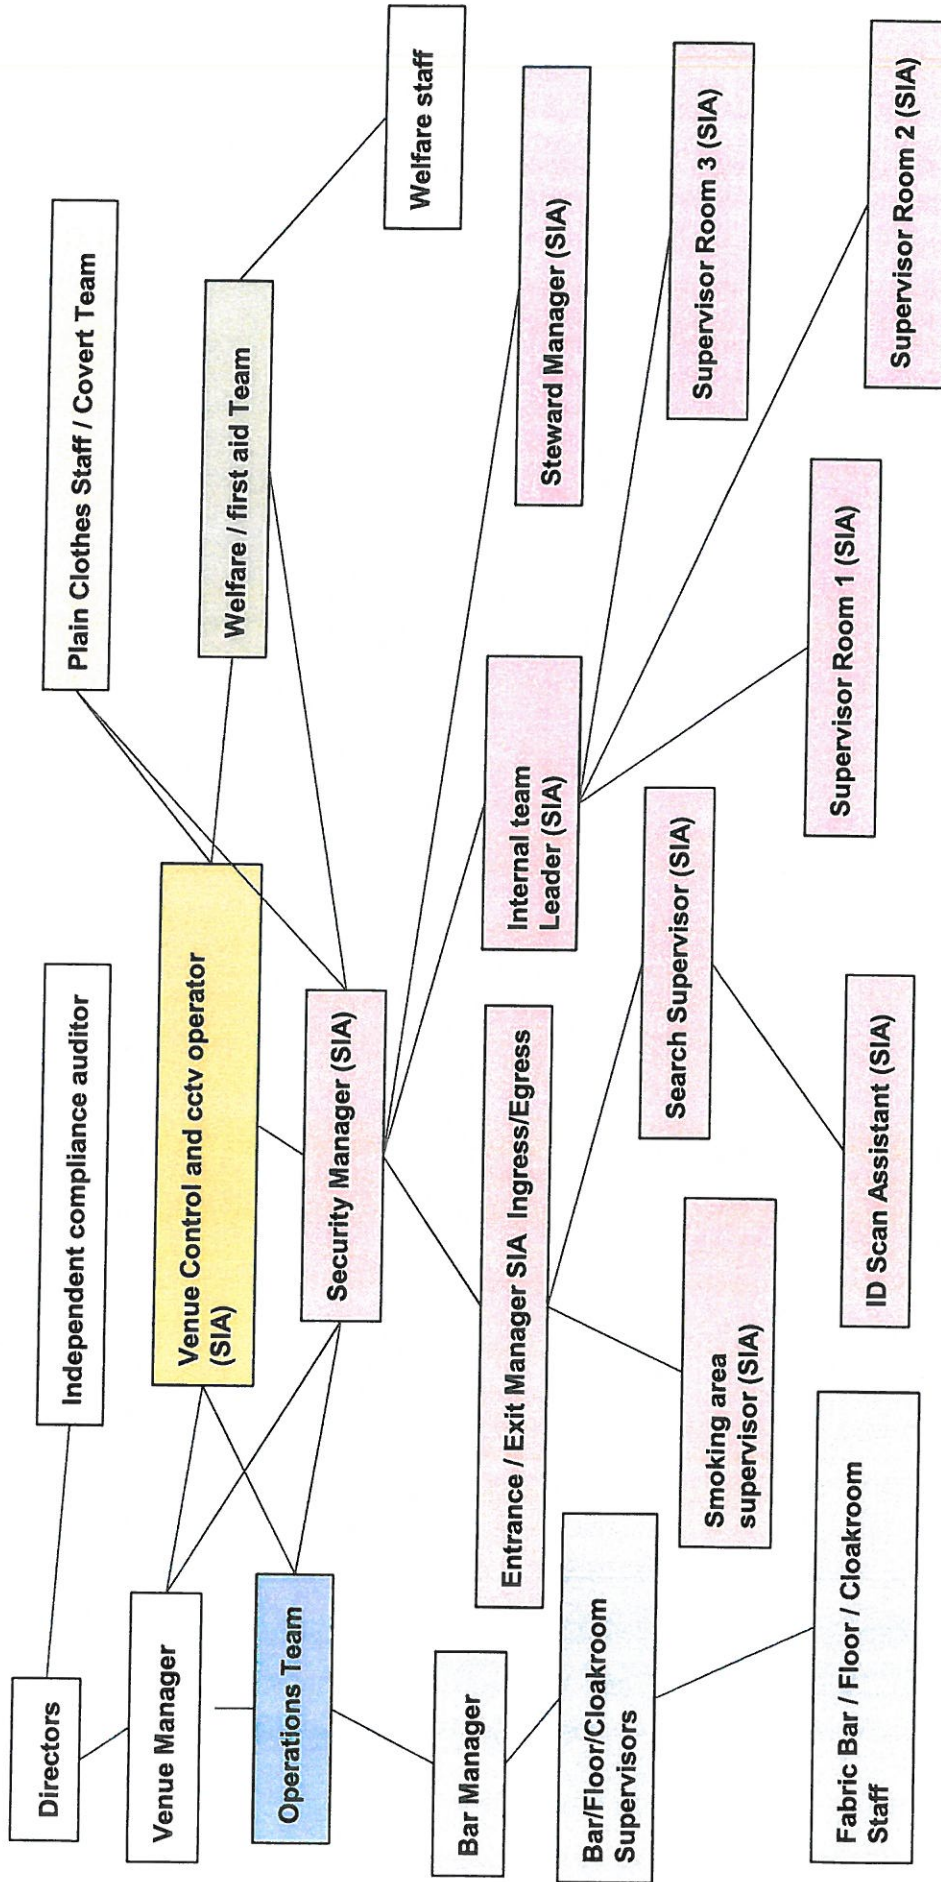 Directors
Independent compliance auditor
Plain Clothes Staff / Covert Team
Venue Manager
Venue Control and cctv operator
(SIA)
Welfare / first aid Team
Operations Team
Security Manager (SIA)
Welfare staff
Bar Manager
Entrance / Exit Manager SIA Ingress/Egress
Internal team
Leader (SIA)
Steward Manager (SIA)
Bar/Floor/Cloakroom
Supervisors
Smoking area
supervisor (SIA)
Search Supervisor (SIA)
Supervisor Room 3 (SIA)
Fabric Bar / Floor / Cloakroom
Staff
ID Scan Assistant (SIA)
Supervisor Room 1 (SIA)
Supervisor Room 2 (SIA)